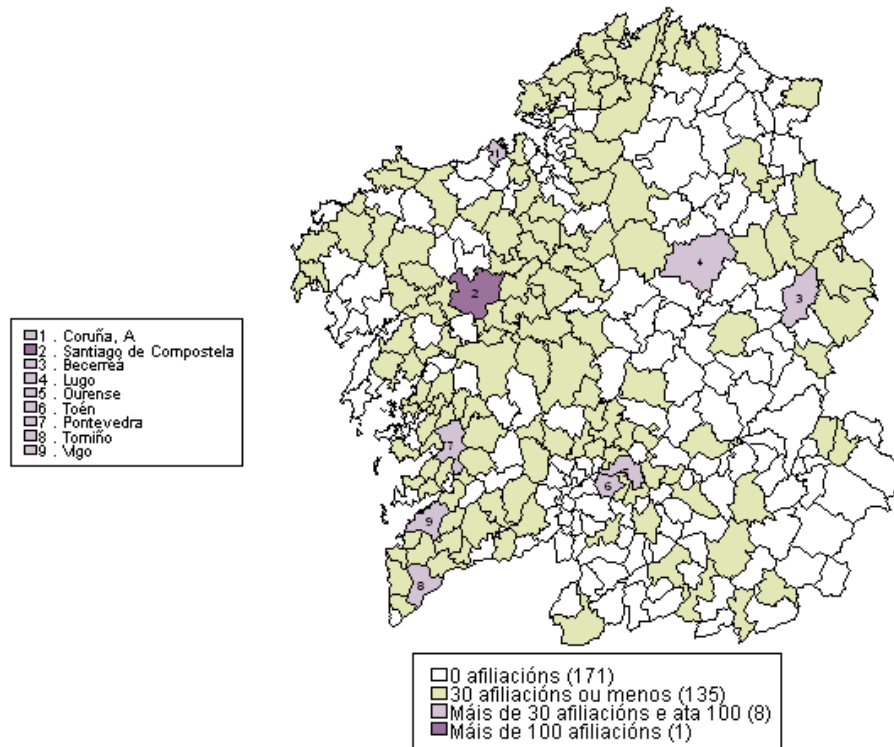 1
2
3
4
6
7
9
8
1 . Coruña, A
2 . Santiago de Compostela
3 . Becerreá
4 . Lugo
5 . Ourense
6 . Toén
7 . Pontevedra
8 . Tomiño
9 . Vigo
0 afiliacións (171)
30 afiliacións ou menos (135)
Máis de 30 afiliacións e ata 100 (8)
Máis de 100 afiliacións (1)